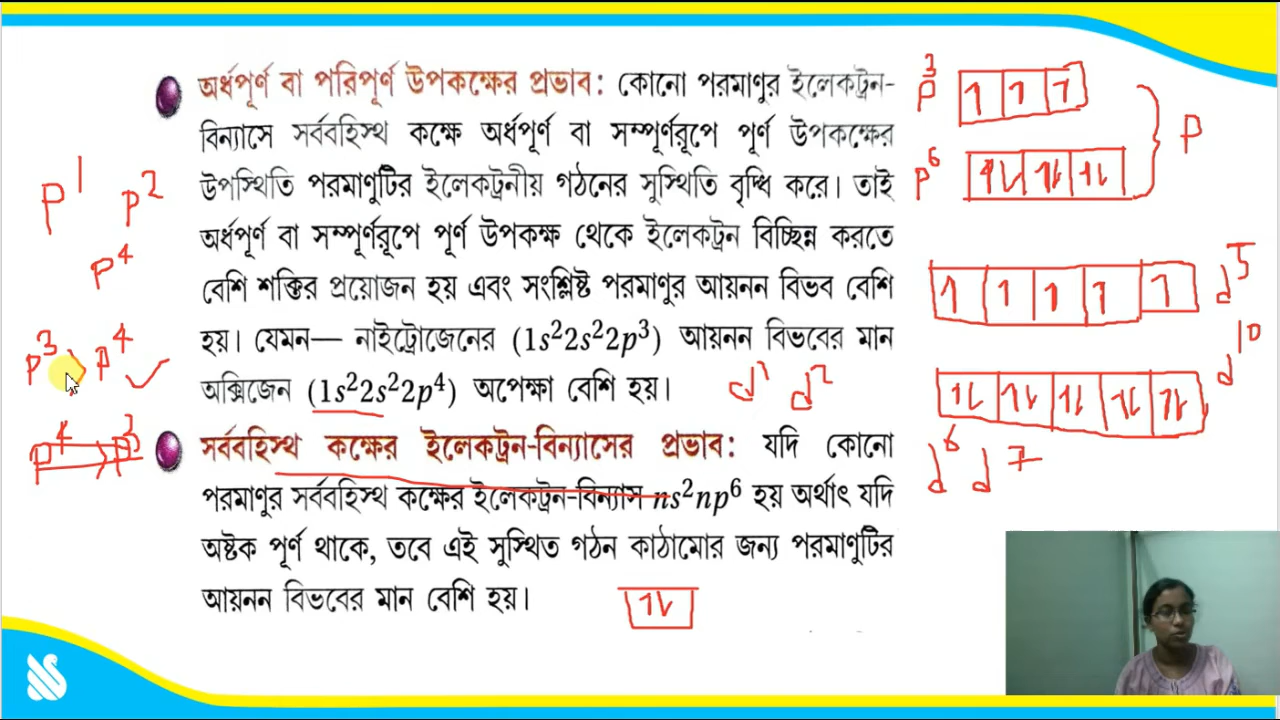 অর্ধপূর্ণ বা পরিপূর্ণ উপকক্ষের প্রভাব: কোনো পরমাণুর ইলেকট্রন-
বিন্যাসে সর্ববহিস্থ কক্ষে অর্ধপূর্ণ বা সম্পূর্ণরূপে পূর্ণ উপকক্ষের
উপস্থিতি পরমাণুটির ইলেকট্রনীয় গঠনের সুস্থিতি বৃদ্ধি করে। তাই
অর্ধপূর্ণ বা সম্পূর্ণরূপে পূর্ণ উপকক্ষ থেকে ইলেকট্রন বিচ্ছিন্ন করতে
বেশি শক্তির প্রয়োজন হয় এবং সংশ্লিষ্ট পরমাণুর আয়নন বিভব বেশি
হয়। যেমন— নাইট্রোজেনের (1s²2s²2p³) আয়নন বিভবের মান
অক্সিজেন (1s²2s²2p⁴) অপেক্ষা বেশি হয়।
সর্ববহিস্থ কক্ষের ইলেকট্রন-বিন্যাসের প্রভাব: যদি কোনো
পরমাণুর সর্ববহিস্থ কক্ষের ইলেকট্রন-বিন্যাস ns²np⁶ হয় অর্থাৎ যদি
অষ্টক পূর্ণ থাকে, তবে এই সুস্থিত গঠন কাঠামোর জন্য পরমাণুটির
আয়নন বিভবের মান বেশি হয়।
p¹ p²
p⁴
p³ > p⁴
p⁴ > p³
d¹ d²
p³
p⁶
p
d⁵
d¹⁰
d⁶ d⁷